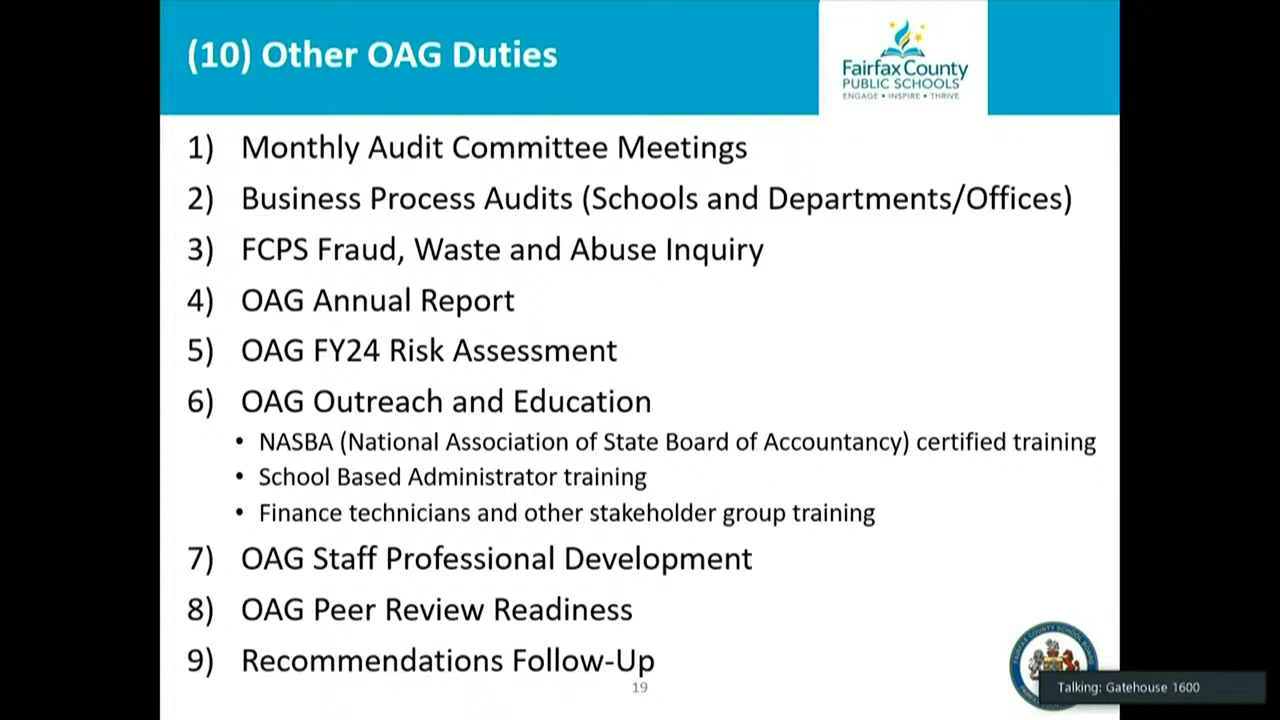 (10) Other OAG Duties
Fairfax County
PUBLIC SCHOOLS
ENGAGE • INSPIRE • THRIVE
1) Monthly Audit Committee Meetings
2) Business Process Audits (Schools and Departments/Offices)
3) FCPS Fraud, Waste and Abuse Inquiry
4) OAG Annual Report
5) OAG FY24 Risk Assessment
6) OAG Outreach and Education
• NASBA (National Association of State Board of Accountancy) certified training
• School Based Administrator training
• Finance technicians and other stakeholder group training
7) OAG Staff Professional Development
8) OAG Peer Review Readiness
9) Recommendations Follow-Up
19
FAIRFAX COUNTY SCHOOL BOARD
Talking: Gatehouse 1600